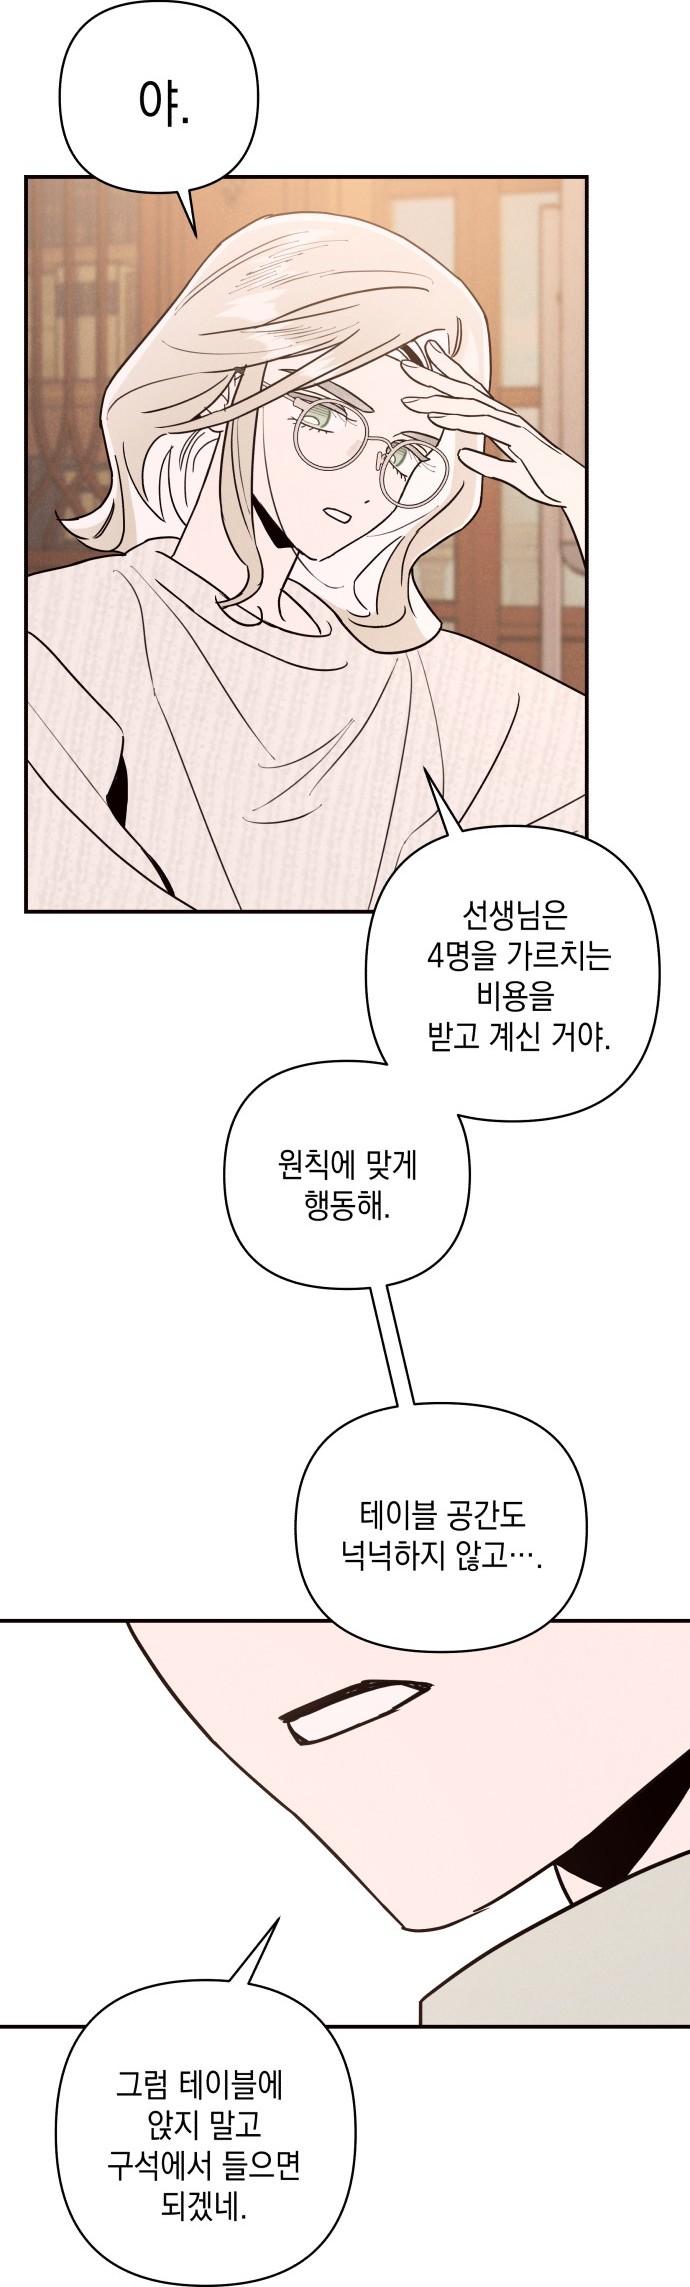 야.
선생님은
4명을 가르치는
비용을
받고 계신 거야.
원칙에 맞게
행동해.
테이블 공간도
넉넉하지 않고….
그럼 테이블에
앉지 말고
구석에서 들으면
되겠네.